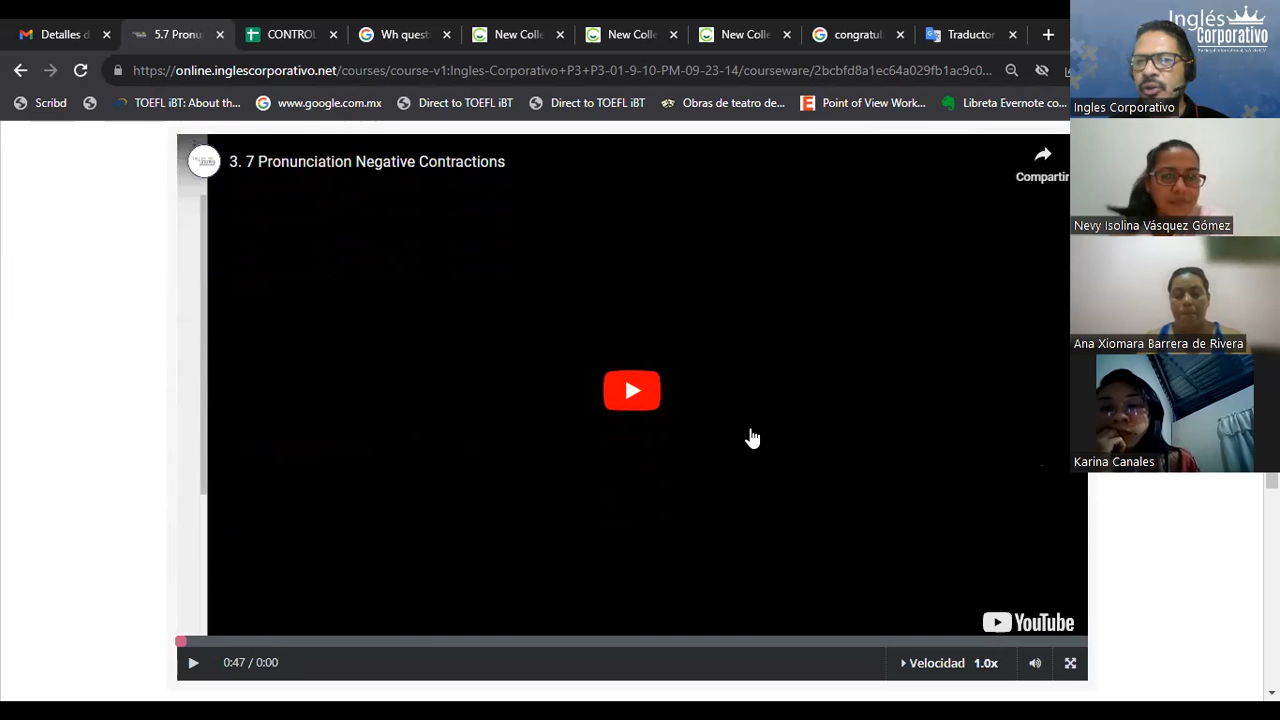 Detalles d
5.7 Pronu
CONTROL
Wh questi
New Colle
New Colle
New Colle
congratul
Traductor
https://online.inglescorporativo.net/courses/course-v1:Ingles-Corporativo+P3+P3-01-9-10-PM-09-23-14/courseware/2bcbfd8a1ec64a029fb1ac9c0...
Scribd
TOEFL iBT: About th...
www.google.com.mx
Direct to TOEFL iBT
Direct to TOEFL iBT
Obras de teatro de...
Point of View Work...
Libreta Evernote co...
3. 7 Pronunciation Negative Contractions
Compartir
YouTube
0:47 / 0:00
Velocidad 1.0x
Inglés
Corporativo
Ingles Corporativo
Nevy Isolina Vásquez Gómez
Ana Xiomara Barrera de Rivera
Karina Canales